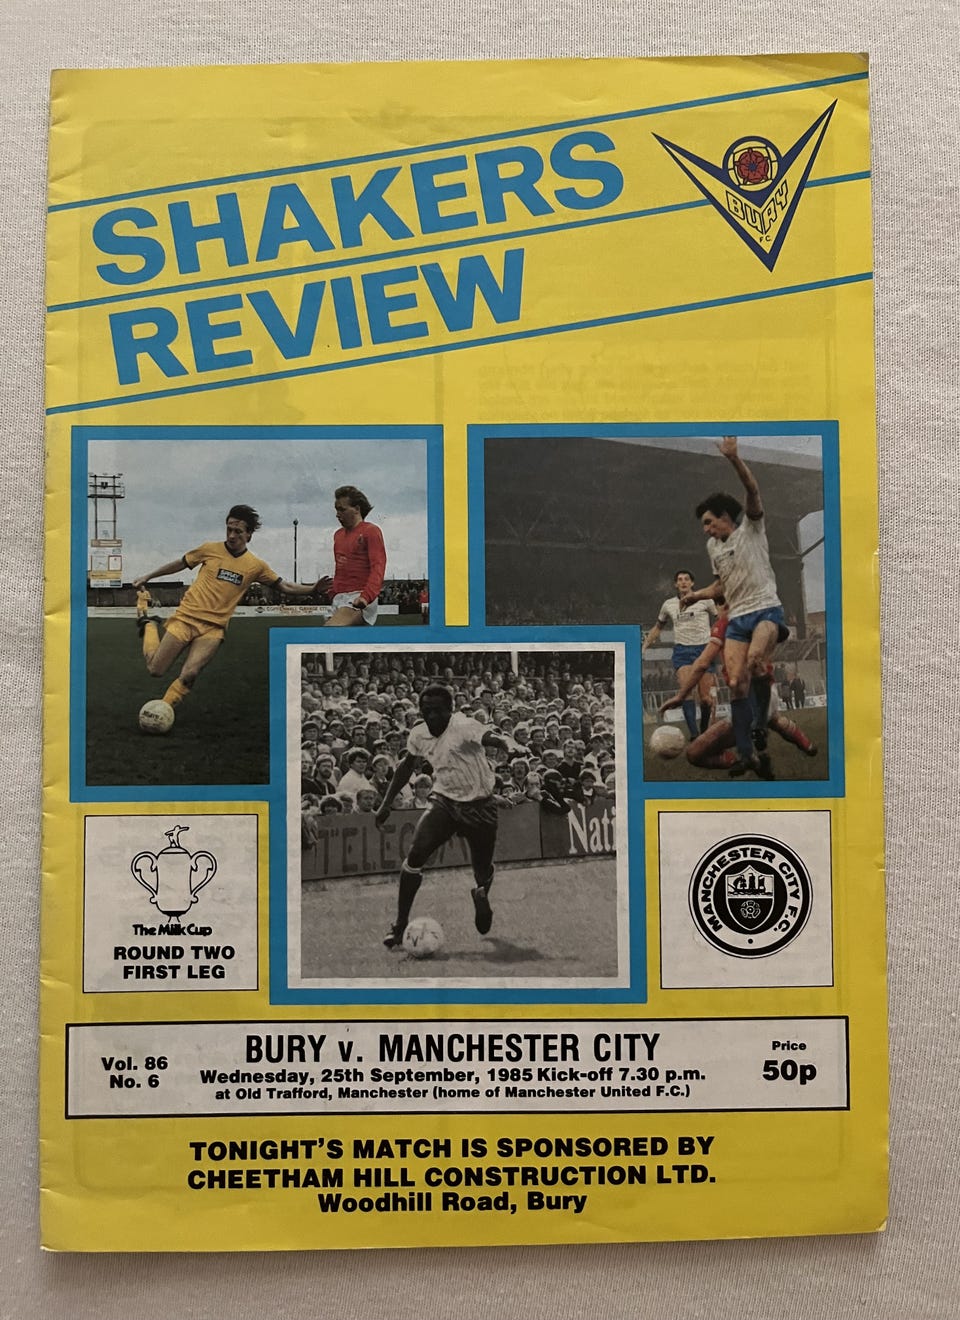 SHAKERS
REVIEW
BURY
F.C.
TELEG
Nati
The Milk Cup
ROUND TWO
FIRST LEG
MANCHESTER CITY F.C.
Vol. 86
No. 6
BURY v. MANCHESTER CITY
Wednesday, 25th September, 1985 Kick-off 7.30 p.m.
at Old Trafford, Manchester (home of Manchester United F.C.)
Price
50p
TONIGHT'S MATCH IS SPONSORED BY
CHEETHAM HILL CONSTRUCTION LTD.
Woodhill Road, Bury